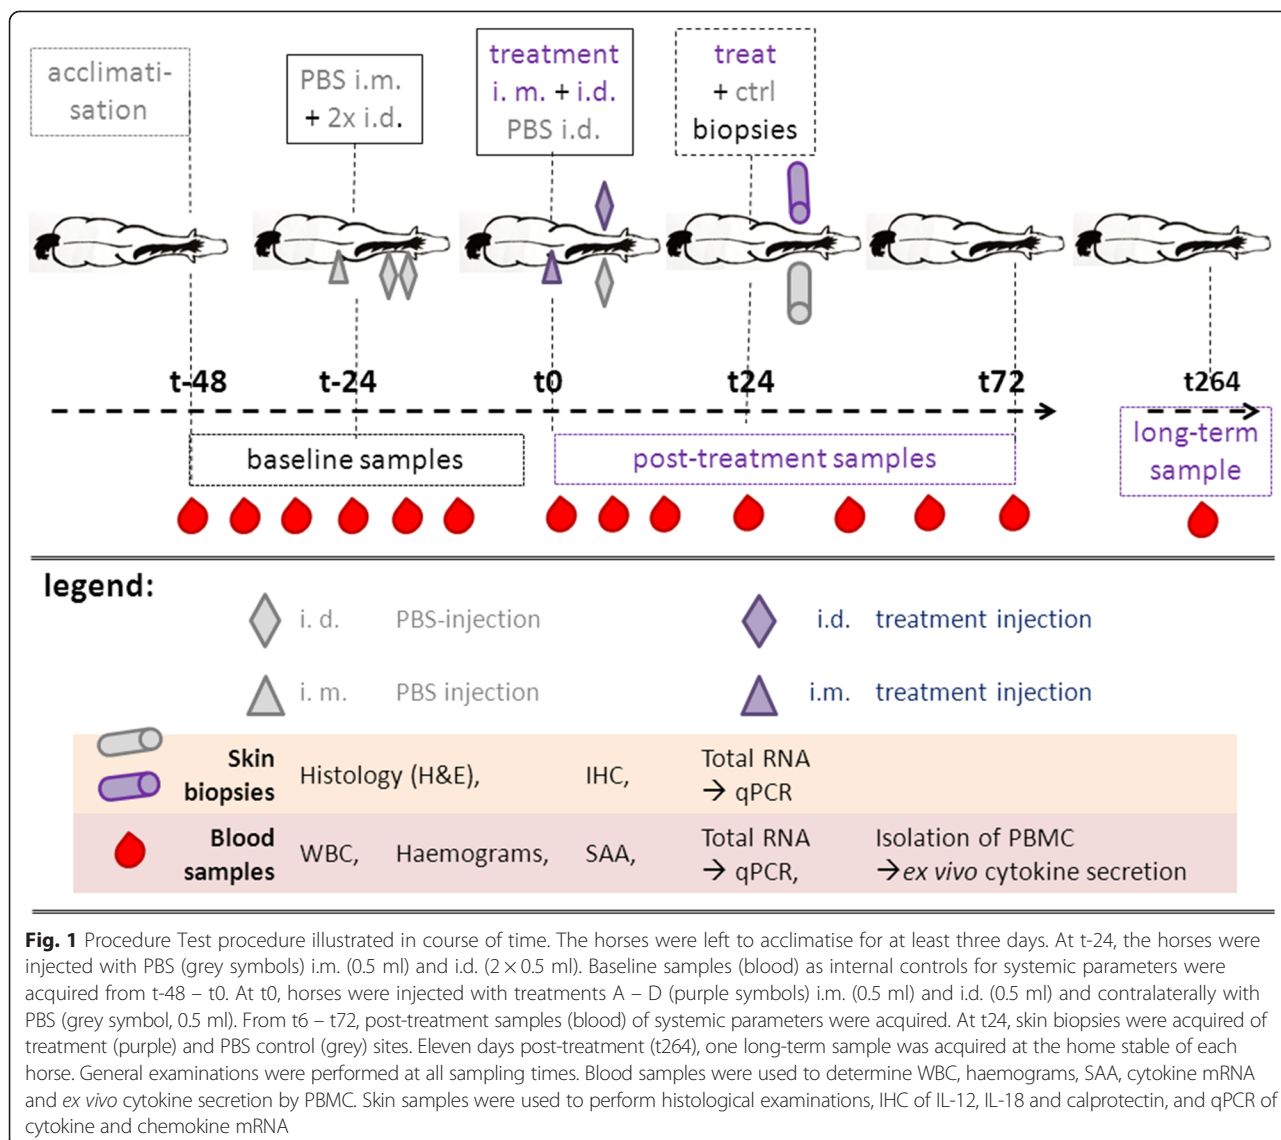 acclimati-
sation
PBS i.m.
+ 2x i.d.
treatment
i. m. + i.d.
PBS i.d.
treat
+ ctrl
biopsies
t-48 t-24 t0 t24 t72 t264
baseline samples
post-treatment samples
long-term
sample
legend:
i. d. PBS-injection i.d. treatment injection
i. m. PBS injection i.m. treatment injection
Skin
biopsies
Histology (H&E), IHC,
Total RNA
→ qPCR
Blood
samples
WBC, Haemograms, SAA,
Total RNA
→ qPCR,
Isolation of PBMC
→ex vivo cytokine secretion
Fig. 1 Procedure Test procedure illustrated in course of time. The horses were left to acclimatise for at least three days. At t-24, the horses were
injected with PBS (grey symbols) i.m. (0.5 ml) and i.d. (2 × 0.5 ml). Baseline samples (blood) as internal controls for systemic parameters were
acquired from t-48 – t0. At t0, horses were injected with treatments A – D (purple symbols) i.m. (0.5 ml) and i.d. (0.5 ml) and contralaterally with
PBS (grey symbol, 0.5 ml). From t6 – t72, post-treatment samples (blood) of systemic parameters were acquired. At t24, skin biopsies were acquired of
treatment (purple) and PBS control (grey) sites. Eleven days post-treatment (t264), one long-term sample was acquired at the home stable of each
horse. General examinations were performed at all sampling times. Blood samples were used to determine WBC, haemograms, SAA, cytokine mRNA
and ex vivo cytokine secretion by PBMC. Skin samples were used to perform histological examinations, IHC of IL-12, IL-18 and calprotectin, and qPCR of
cytokine and chemokine mRNA